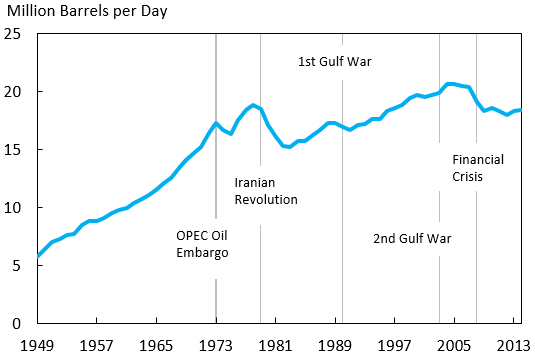 Million Barrels per Day
25
20
15
10
5
0
1st Gulf War
Financial
Crisis
Iranian
Revolution
OPEC Oil
Embargo
2nd Gulf War
1949 1957 1965 1973 1981 1989 1997 2005 2013